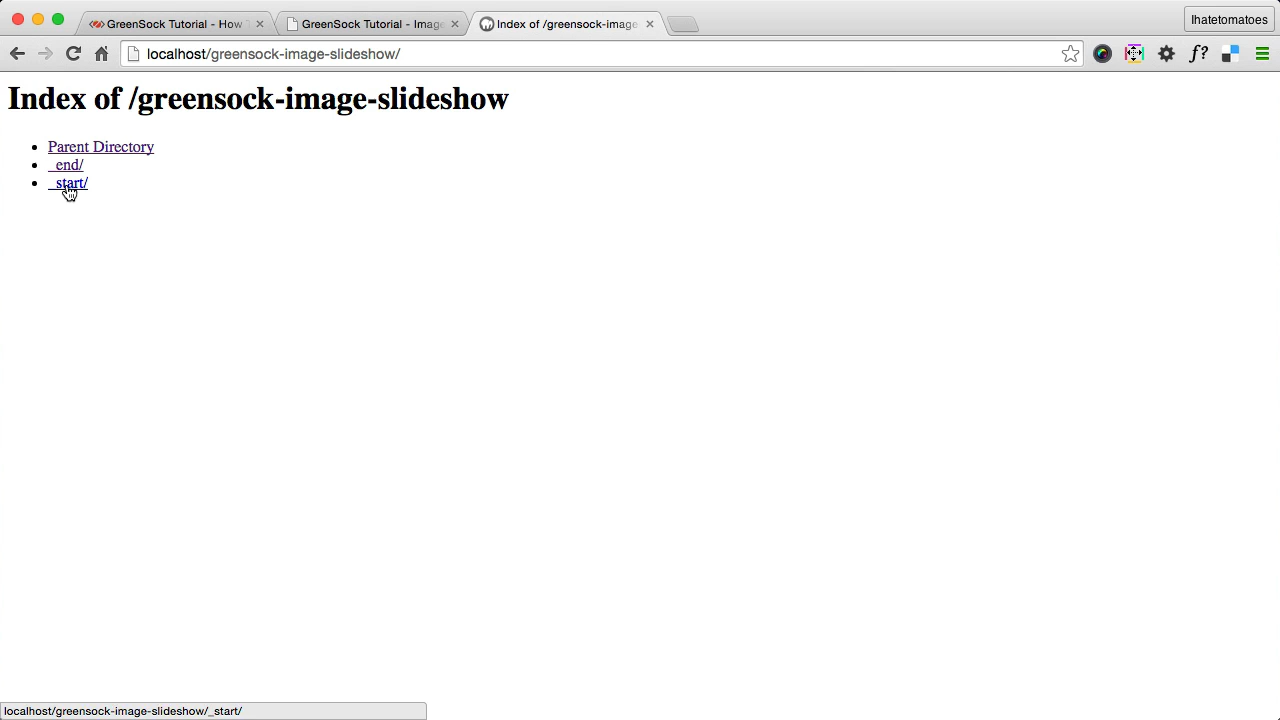 GreenSock Tutorial - How
GreenSock Tutorial - Imag
Index of /greensock-image
Ihatetomatoes
localhost/greensock-image-slideshow/
f?
Index of /greensock-image-slideshow
Parent Directory
_end/
_start/
localhost/greensock-image-slideshow/_start/